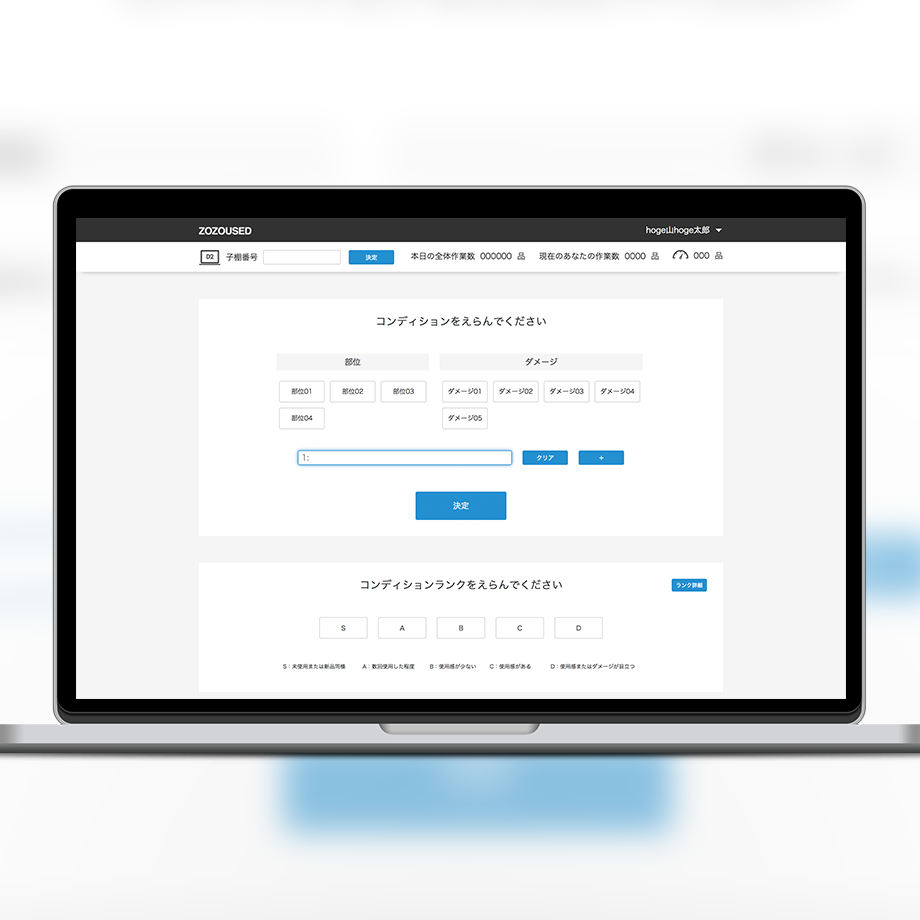 ZOZOUSED hoge山hoge太郎
D2 子棚番号 決定 本日の全体作業数 000000 品 現在のあなたの作業数 0000 品 000 品
コンディションをえらんでください
部位 ダメージ
部位01 部位02 部位03 ダメージ01 ダメージ02 ダメージ03 ダメージ04
部位04 ダメージ05
1: クリア +
決定
コンディションランクをえらんでください ランク詳細
S A B C D
S：未使用または新品同様 A：数回使用した程度 B：使用感が少ない C：使用感がある D：使用感またはダメージが目立つ